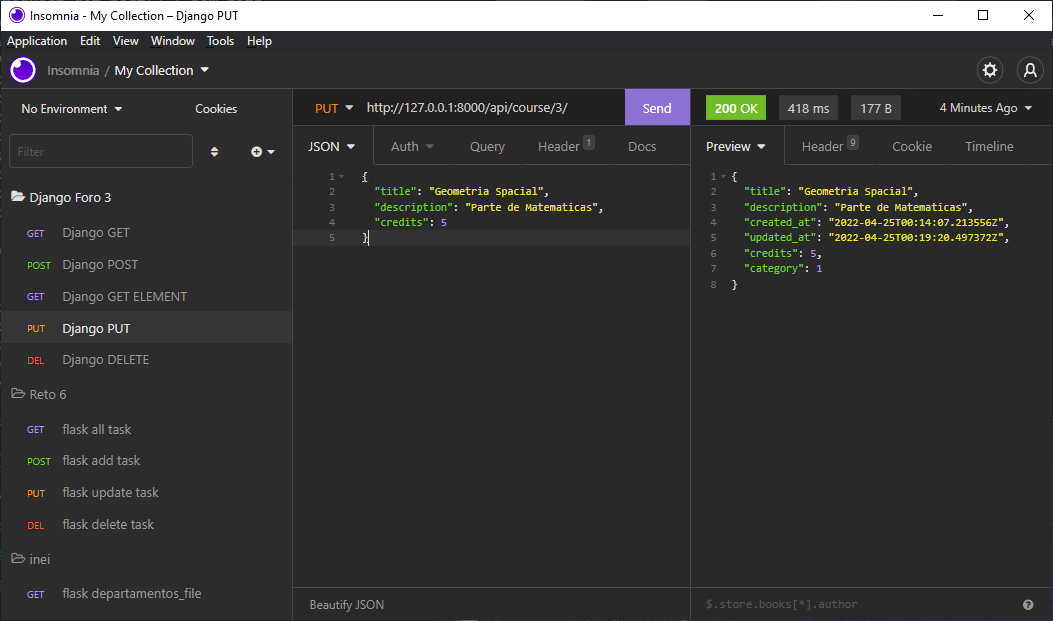 Insomnia - My Collection – Django PUT
Application Edit View Window Tools Help
Insomnia / My Collection
No Environment Cookies
Filter
Django Foro 3
GET Django GET
POST Django POST
GET Django GET ELEMENT
PUT Django PUT
DEL Django DELETE
Reto 6
GET flask all task
POST flask add task
PUT flask update task
DEL flask delete task
inei
GET flask departamentos_file
PUT http://127.0.0.1:8000/api/course/3/ Send
JSON Auth Query Header 1 Docs
1 {
2 "title": "Geometria Spacial",
3 "description": "Parte de Matematicas",
4 "credits": 5
5 }
Beautify JSON
200 OK 418 ms 177 B 4 Minutes Ago
Preview Header 9 Cookie Timeline
1 {
2 "title": "Geometria Spacial",
3 "description": "Parte de Matematicas",
4 "created_at": "2022-04-25T00:14:07.213556Z",
5 "updated_at": "2022-04-25T00:19:20.497372Z",
6 "credits": 5,
7 "category": 1
8 }
$.store.books[*].author